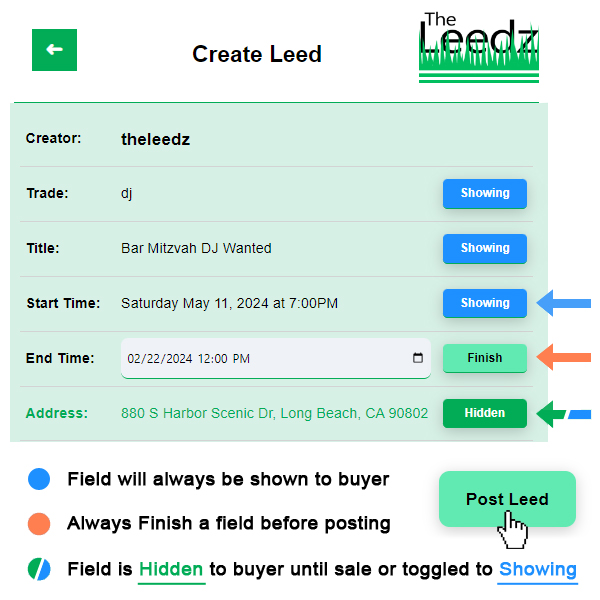 The
Leedz
Create Leed
Creator: theleedz
Trade: dj Showing
Title: Bar Mitzvah DJ Wanted Showing
Start Time: Saturday May 11, 2024 at 7:00PM Showing
End Time: 02/22/2024 12:00 PM Finish
Address: 880 S Harbor Scenic Dr, Long Beach, CA 90802 Hidden
Field will always be shown to buyer
Post Leed
Always Finish a field before posting
Field is Hidden to buyer until sale or toggled to Showing